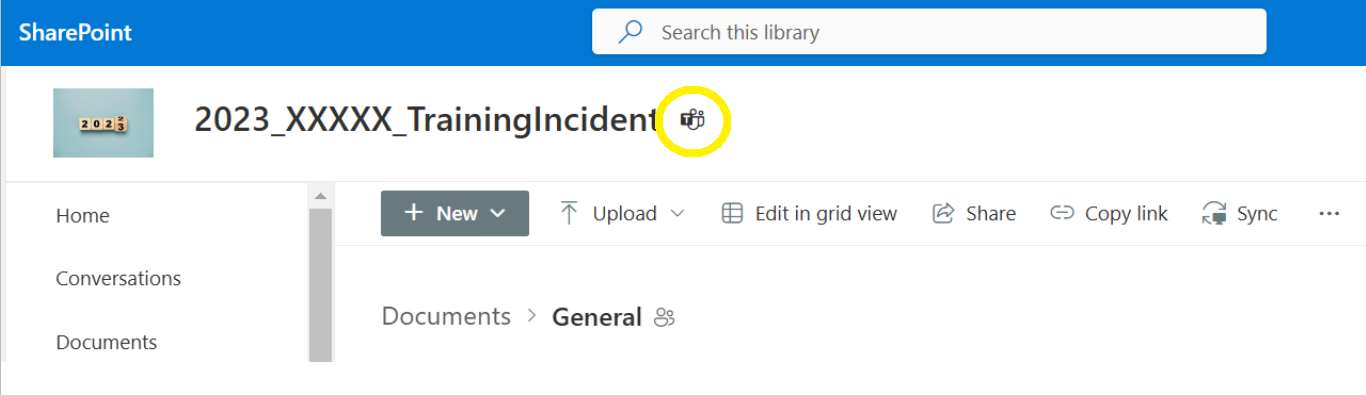 SharePoint
Search this library
2023_XXXXX_TrainingIncident
+ New
Upload
Edit in grid view
Share
Copy link
Sync
...
Home
Conversations
Documents
Documents > General